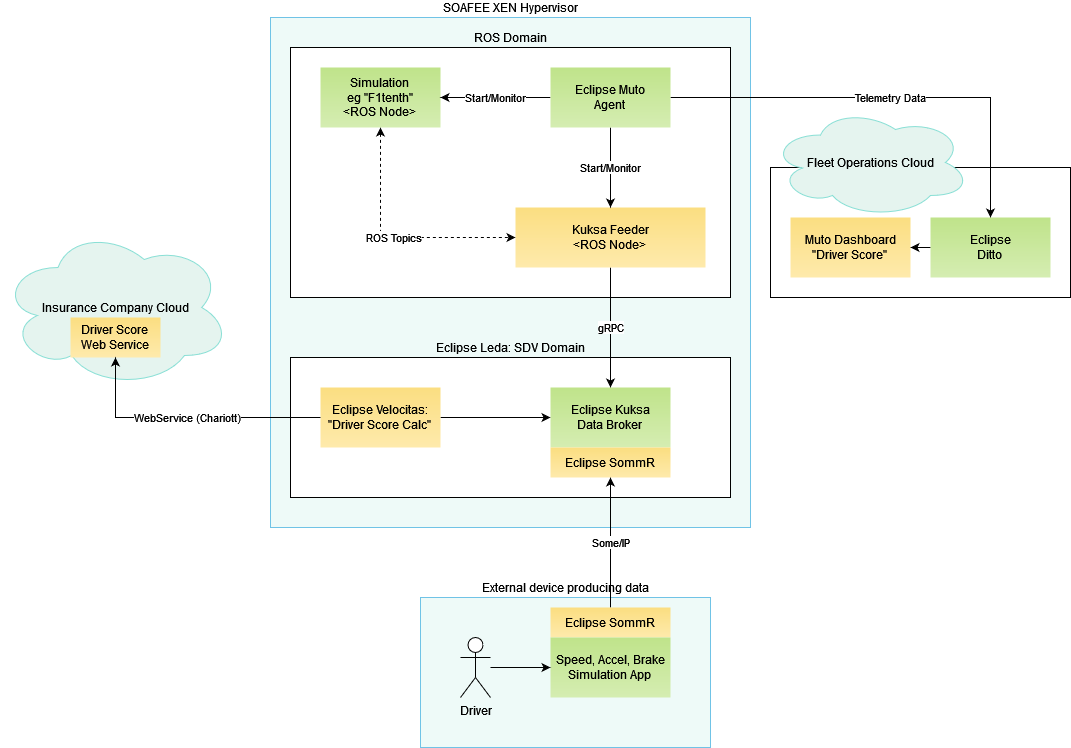 SOAFEE XEN Hypervisor
ROS Domain
Simulation
eg "F1tenth"
<ROS Node>
Start/Monitor
Eclipse Muto
Agent
Telemetry Data
Start/Monitor
Fleet Operations Cloud
ROS Topics
Kuksa Feeder
<ROS Node>
Muto Dashboard
"Driver Score"
Eclipse
Ditto
Insurance Company Cloud
Driver Score
Web Service
gRPC
Eclipse Leda: SDV Domain
WebService (Chariott)
Eclipse Velocitas:
"Driver Score Calc"
Eclipse Kuksa
Data Broker
Eclipse SommR
Some/IP
External device producing data
Eclipse SommR
Speed, Accel, Brake
Simulation App
Driver